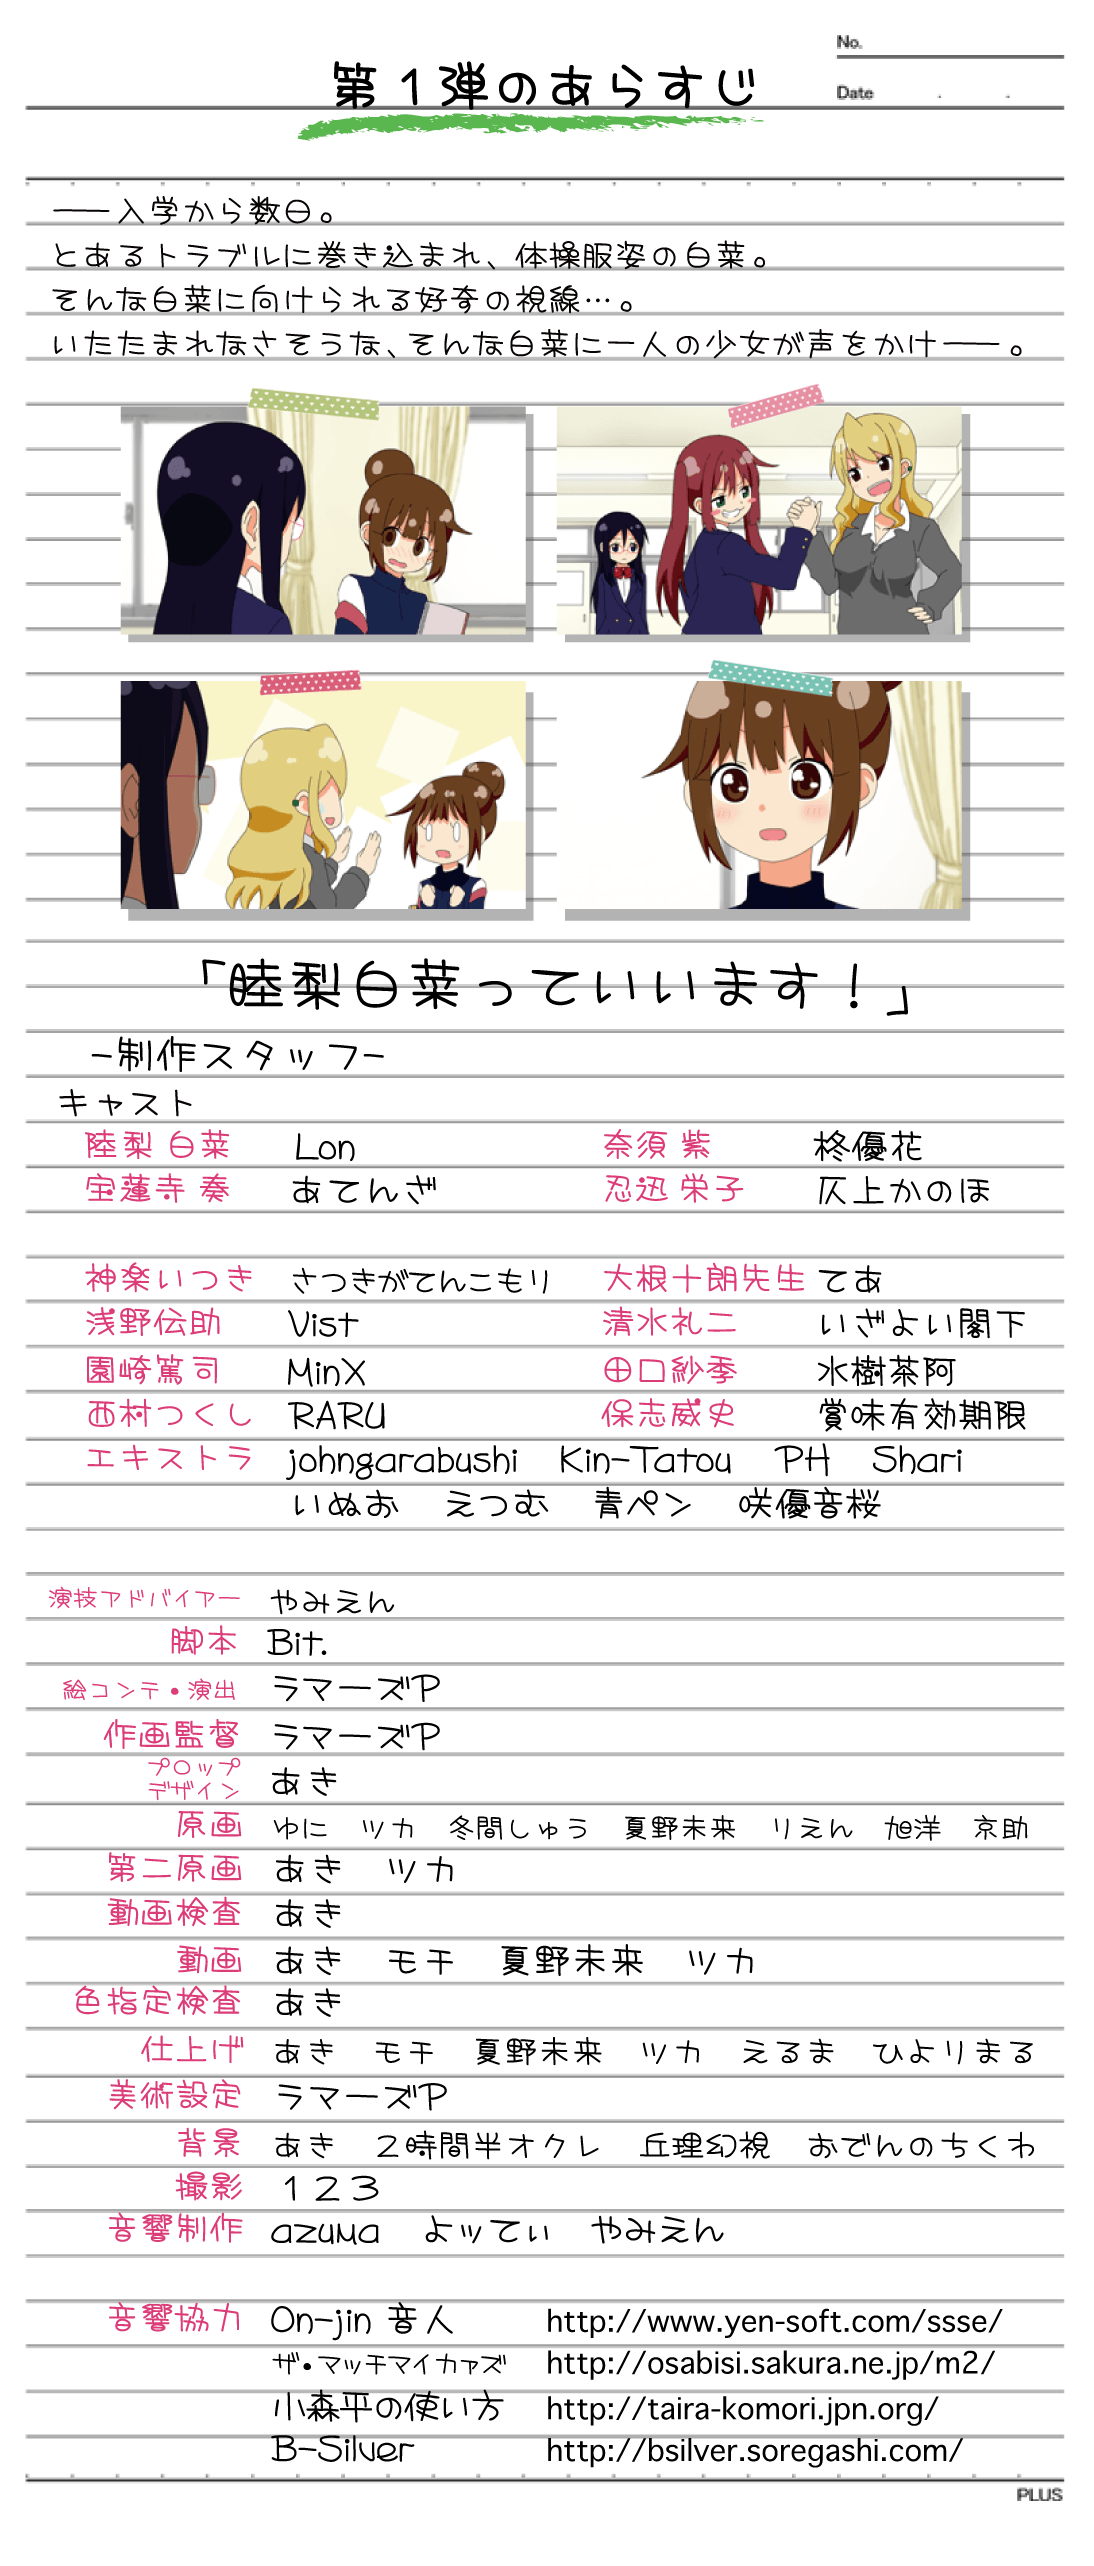 No.
第1弾のあらすじ
Date . .
――入学から数日。
とあるトラブルに巻き込まれ、体操服姿の白菜。
そんな白菜に向けられる好奇の視線…。
いたたまれなさそうな、そんな白菜に一人の少女が声をかけ――。
「睦梨白菜っていいます！」
-制作スタッフ-
キャスト
陸梨 白菜 Lon 奈須 紫 柊優花
宝蓮寺 奏 あてんざ 忍迅 栄子 仄上かのほ
神楽いつき さつきがてんこもり 大根十朗先生 てあ
浅野伝助 Vist 清水礼二 いざよい閣下
園崎篤司 MinX 田口紗季 水樹茶阿
西村つくし RARU 保志威史 賞味有効期限
エキストラ johngarabushi Kin-Tatou PH Shari
いぬお えつむ 青ペン 咲優音桜
演技アドバイアー やみえん
脚本 Bit.
絵コンテ・演出 ラマーズP
作画監督 ラマーズP
プロップ
デザイン あき
原画 ゆに ツカ 冬間しゅう 夏野未来 りえん 旭洋 京助
第二原画 あき ツカ
動画検査 あき
動画 あき モチ 夏野未来 ツカ
色指定検査 あき
仕上げ あき モチ 夏野未来 ツカ えるま ひよりまる
美術設定 ラマーズP
背景 あき 2時間半オクレ 丘理幻視 おでんのちくわ
撮影 123
音響制作 azuma よッてぃ やみえん
音響協力 On-jin 音人 http://www.yen-soft.com/ssse/
ザ・マッチメイカァズ http://osabisi.sakura.ne.jp/m2/
小森平の使い方 http://taira-komori.jpn.org/
B-Silver http://bsilver.soregashi.com/
PLUS